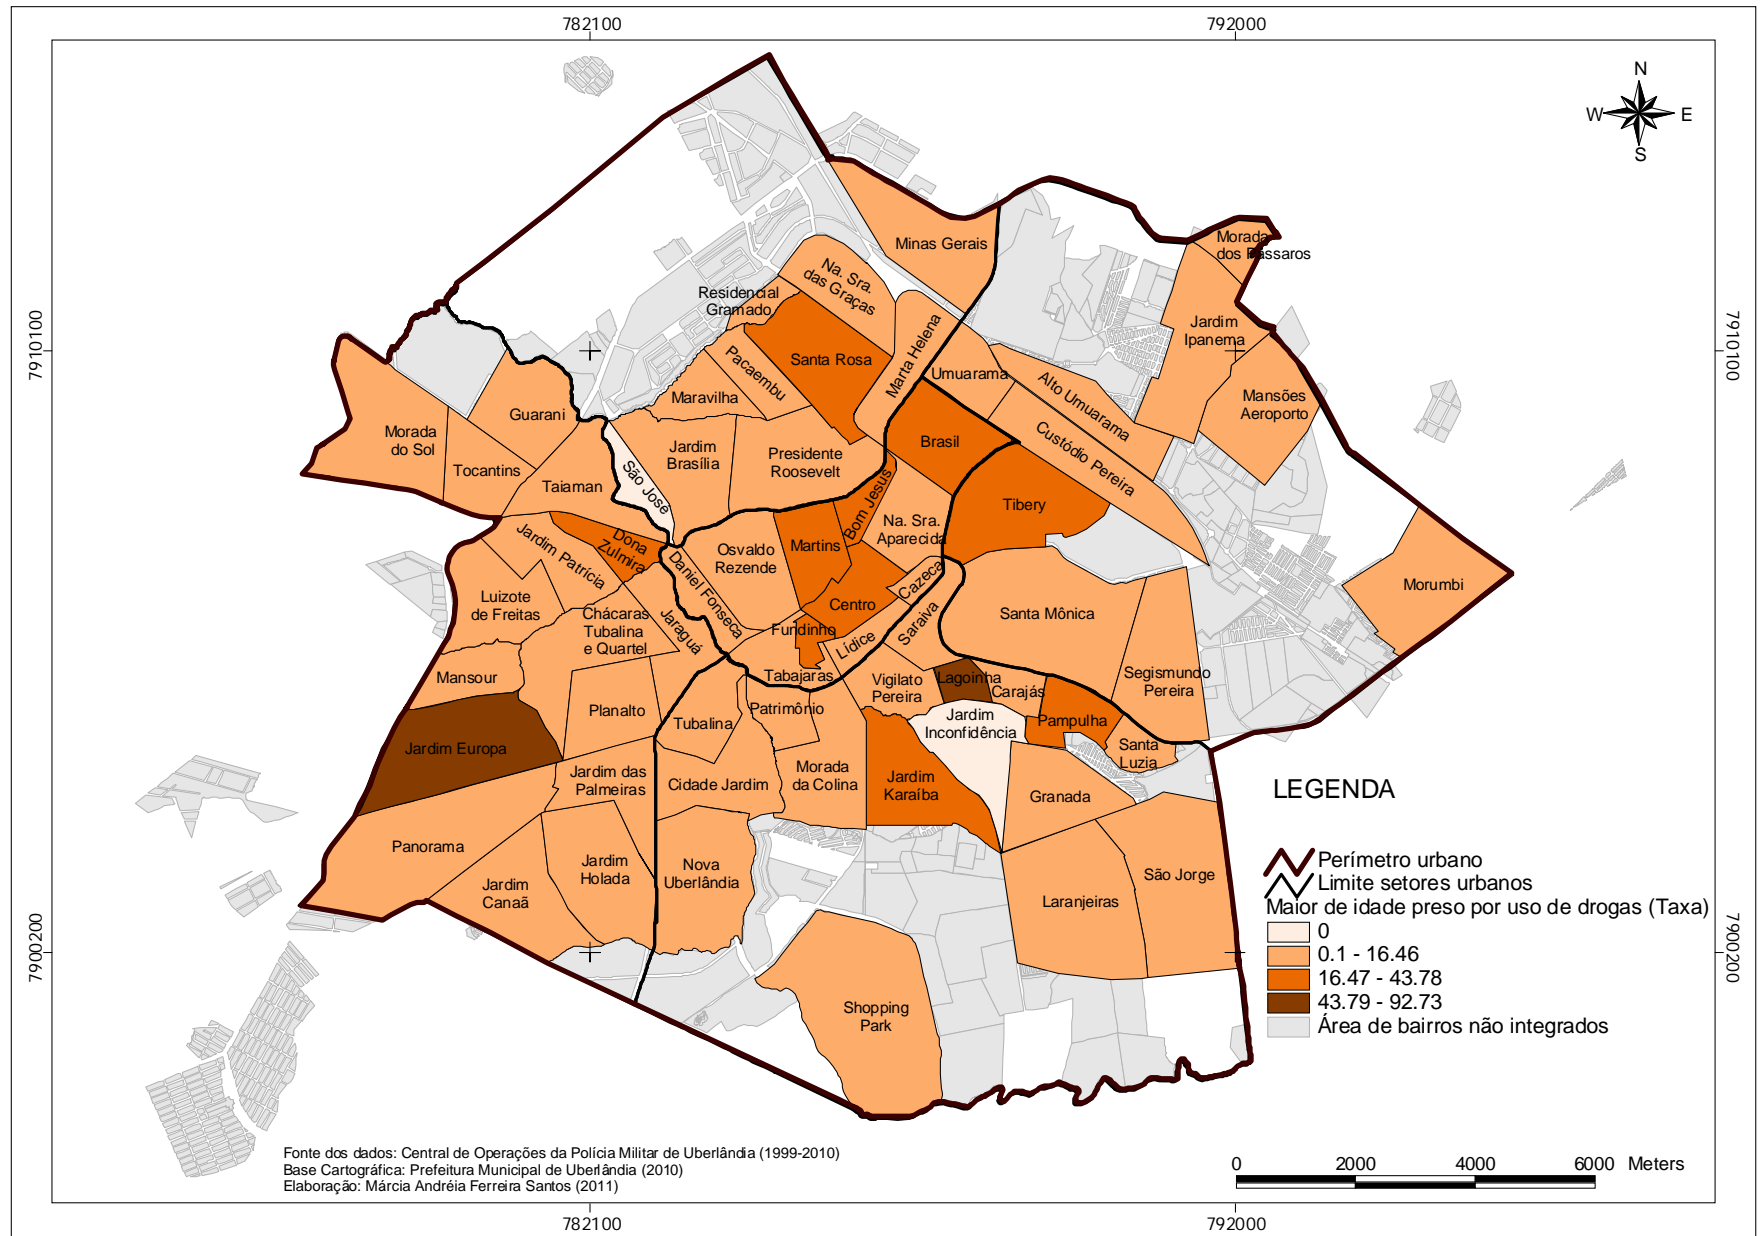 782100
792000
N
W
E
S
Minas Gerais
Morada
dos Pássaros
Na. Sra.
das Graças
Residencial
Gramado
7910100
7910100
Jardim
Ipanema
Santa Rosa
Marta Helena
Pacaembu
Maravilha
Umuarama
Alto Umuarama
Mansões
Aeroporto
Guarani
Morada
do Sol
Tocantins
Taiaman
São José
Jardim
Brasília
Presidente
Roosevelt
Brasil
Custódio Pereira
Bom Jesus
Tibery
Na. Sra.
Aparecida
Dona
Zulmira
Jardim Patrícia
Osvaldo
Rezende
Martins
Daniel Fonseca
Cazeca
Morumbi
Luizote
de Freitas
Chácaras
Tubalina
e Quartel
Jaraguá
Centro
Fundinho
Lídice
Saraiva
Santa Mônica
Mansour
Tabajaras
Vigilato
Pereira
Lagoinha
Carajás
Segismundo
Pereira
Planalto
Tubalina
Patrimônio
Jardim
Inconfidência
Pampulha
Santa
Luzia
Jardim Europa
Jardim das
Palmeiras
Cidade Jardim
Morada
da Colina
Jardim
Karaíba
Granada
Panorama
Jardim
Canaã
Jardim
Holada
Nova
Uberlândia
Laranjeiras
São Jorge
Shopping
Park
7900200
7900200
LEGENDA
Perímetro urbano
Limite setores urbanos
Maior de idade preso por uso de drogas (Taxa)
0
0.1 - 16.46
16.47 - 43.78
43.79 - 92.73
Área de bairros não integrados
Fonte dos dados: Central de Operações da Polícia Militar de Uberlândia (1999-2010)
Base Cartográfica: Prefeitura Municipal de Uberlândia (2010)
Elaboração: Márcia Andréia Ferreira Santos (2011)
0 2000 4000 6000 Meters
782100
792000